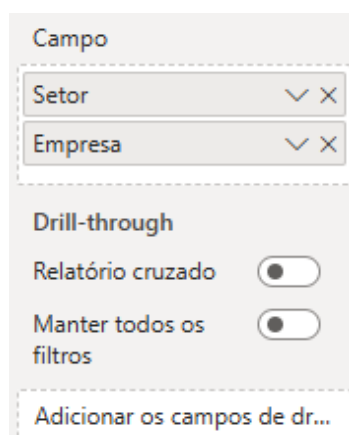 Campo
Setor
Empresa
Drill-through
Relatório cruzado
Manter todos os
filtros
Adicionar os campos de dr...